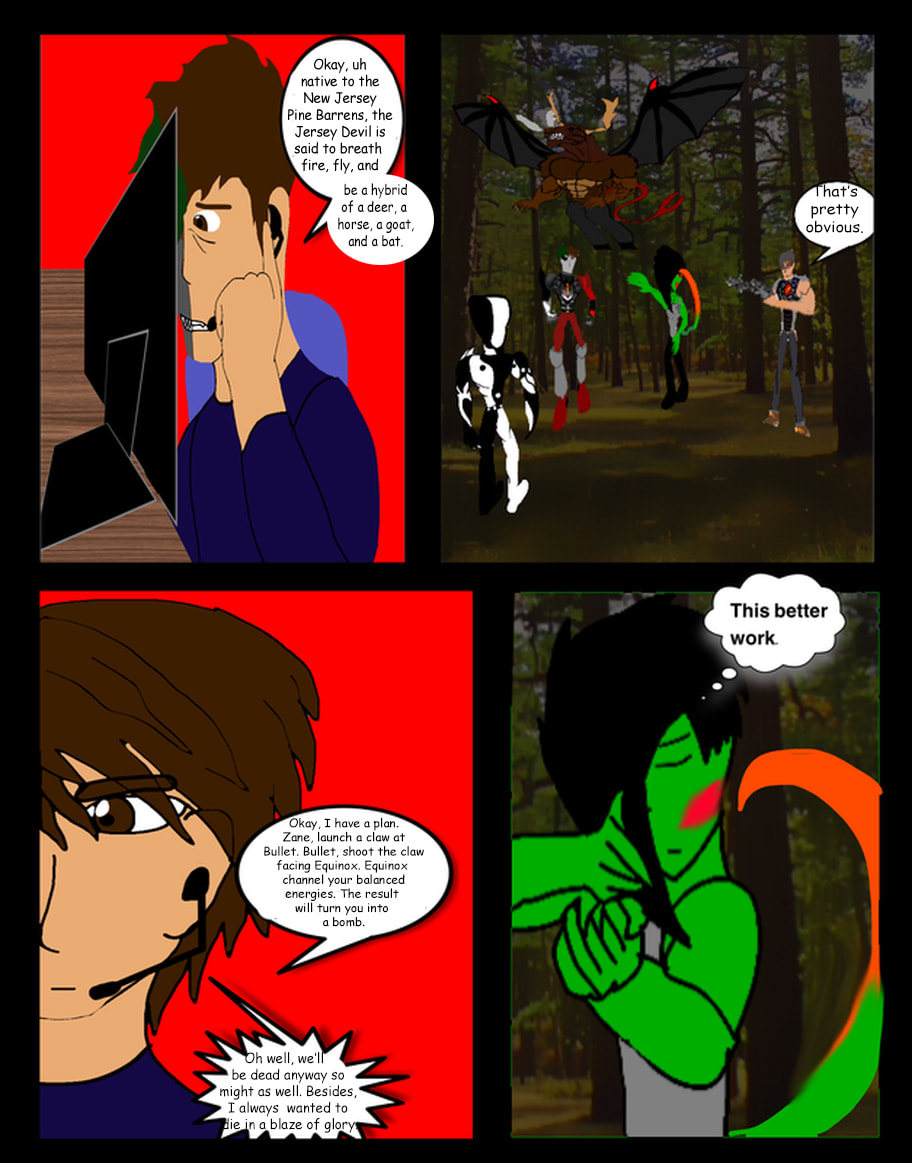 Okay, uh
native to the
New Jersey
Pine Barrens, the
Jersey Devil is
said to breath
fire, fly, and
be a hybrid
of a deer, a
horse, a goat,
and a bat.
That's
pretty
obvious.
Okay, I have a plan.
Zane, launch a claw at
Bullet. Bullet, shoot the claw
facing Equinox. Equinox
channel your balanced
energies. The result
will turn you into
a bomb.
Oh well, we'll
be dead anyway so
might as well. Besides,
I always wanted to
die in a blaze of glory.
This better
work.